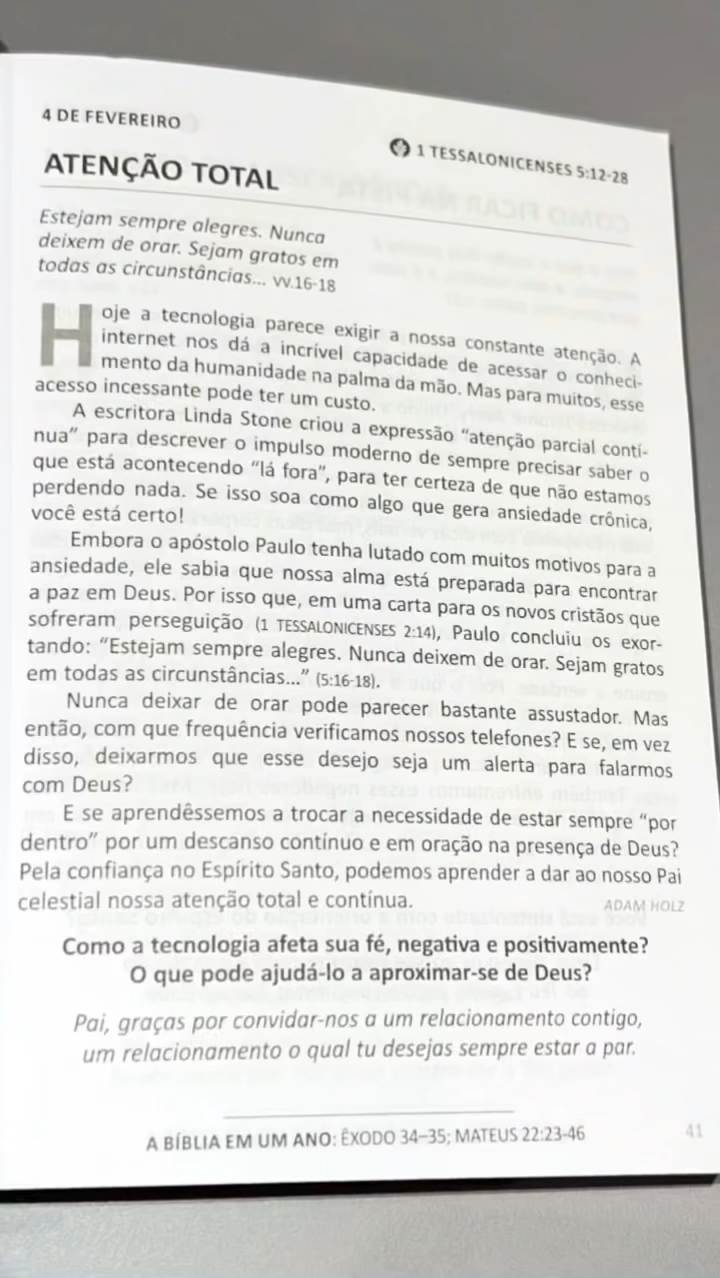 4 DE FEVEREIRO
1 TESSALONICENSES 5:12-28
ATENÇÃO TOTAL
Estejam sempre alegres. Nunca
deixem de orar. Sejam gratos em
todas as circunstâncias... vv.16-18
Hoje a tecnologia parece exigir a nossa constante atenção. A
internet nos dá a incrível capacidade de acessar o conheci-
mento da humanidade na palma da mão. Mas para muitos, esse
acesso incessante pode ter um custo.
A escritora Linda Stone criou a expressão “atenção parcial contí-
nua” para descrever o impulso moderno de sempre precisar saber o
que está acontecendo “lá fora”, para ter certeza de que não estamos
perdendo nada. Se isso soa como algo que gera ansiedade crônica,
você está certo!
Embora o apóstolo Paulo tenha lutado com muitos motivos para a
ansiedade, ele sabia que nossa alma está preparada para encontrar
a paz em Deus. Por isso que, em uma carta para os novos cristãos que
sofreram perseguição (1 TESSALONICENSES 2:14), Paulo concluiu os exor-
tando: “Estejam sempre alegres. Nunca deixem de orar. Sejam gratos
em todas as circunstâncias...” (5:16-18).
Nunca deixar de orar pode parecer bastante assustador. Mas
então, com que frequência verificamos nossos telefones? E se, em vez
disso, deixarmos que esse desejo seja um alerta para falarmos
com Deus?
E se aprendêssemos a trocar a necessidade de estar sempre “por
dentro” por um descanso contínuo e em oração na presença de Deus?
Pela confiança no Espírito Santo, podemos aprender a dar ao nosso Pai
celestial nossa atenção total e contínua. ADAM HOLZ
Como a tecnologia afeta sua fé, negativa e positivamente?
O que pode ajudá-lo a aproximar-se de Deus?
Pai, graças por convidar-nos a um relacionamento contigo,
um relacionamento o qual tu desejas sempre estar a par.
A BÍBLIA EM UM ANO: ÊXODO 34–35; MATEUS 22:23-46
41